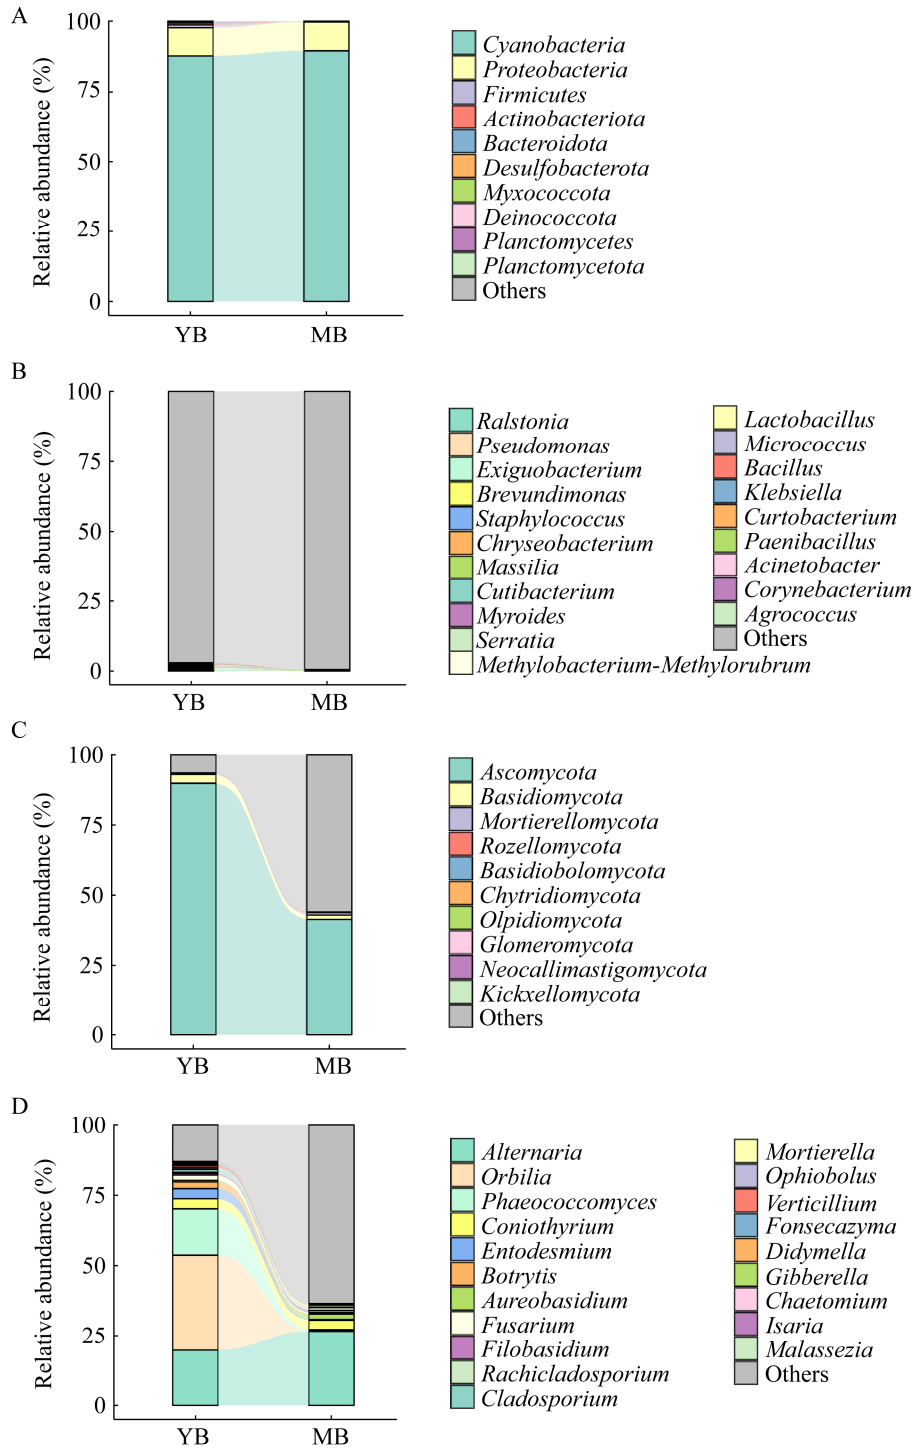 A
Relative abundance (%)
100
75
50
25
0
YB
MB
Cyanobacteria
Proteobacteria
Firmicutes
Actinobacteriota
Bacteroidota
Desulfobacterota
Myxococcota
Deinococcota
Planctomycetes
Planctomycetota
Others
B
Relative abundance (%)
100
75
50
25
0
YB
MB
Ralstonia
Pseudomonas
Exiguobacterium
Brevundimonas
Staphylococcus
Chryseobacterium
Massilia
Cutibacterium
Myroides
Serratia
Methylobacterium-Methylorubrum
Lactobacillus
Micrococcus
Bacillus
Klebsiella
Curtobacterium
Paenibacillus
Acinetobacter
Corynebacterium
Agrococcus
Others
C
Relative abundance (%)
100
75
50
25
0
YB
MB
Ascomycota
Basidiomycota
Mortierellomycota
Rozellomycota
Basidiobolomycota
Chytridiomycota
Olpidiomycota
Glomeromycota
Neocallimastigomycota
Kickxellomycota
Others
D
Relative abundance (%)
100
75
50
25
0
YB
MB
Alternaria
Orbilia
Phaeococcomyces
Coniothyrium
Entodesmium
Botrytis
Aureobasidium
Fusarium
Filobasidium
Rachicladosporium
Cladosporium
Mortierella
Ophiobolus
Verticillium
Fonsecazyma
Didymella
Gibberella
Chaetomium
Isaria
Malassezia
Others